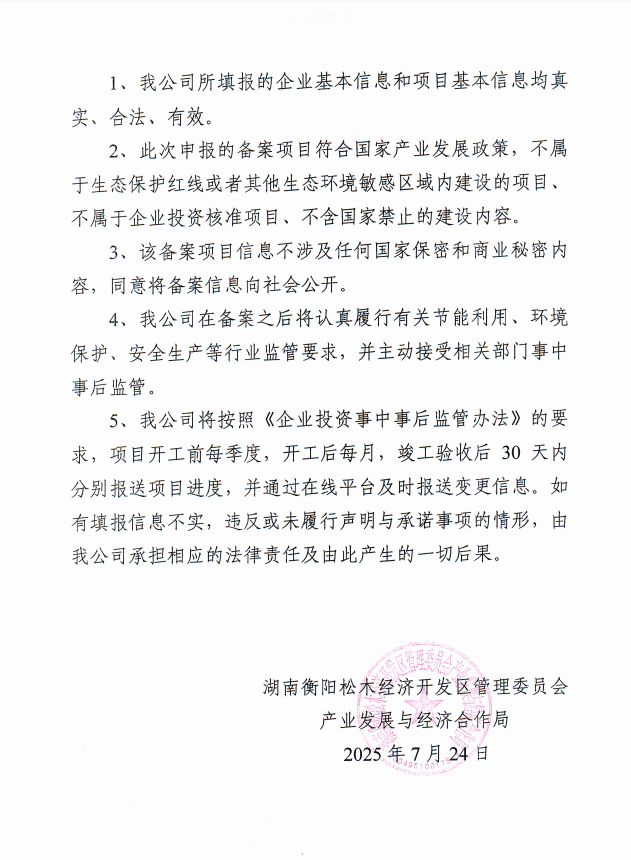 1、我公司所填报的企业基本信息和项目基本信息均真
实、合法、有效。
2、此次申报的备案项目符合国家产业发展政策，不属
于生态保护红线或者其他生态环境敏感区域内建设的项目、
不属于企业投资核准项目、不含国家禁止的建设内容。
3、该备案项目信息不涉及任何国家保密和商业秘密内
容，同意将备案信息向社会公开。
4、我公司在备案之后将认真履行有关节能利用、环境
保护、安全生产等行业监管要求，并主动接受相关部门事中
事后监管。
5、我公司将按照《企业投资事中事后监管办法》的要
求，项目开工前每季度，开工后每月，竣工验收后 30 天内
分别报送项目进度，并通过在线平台及时报送变更信息。如
有填报信息不实，违反或未履行声明与承诺事项的情形，由
我公司承担相应的法律责任及由此产生的一切后果。
湖南衡阳松木经济开发区管理委员会
产业发展与经济合作局
2025 年 7 月 24 日